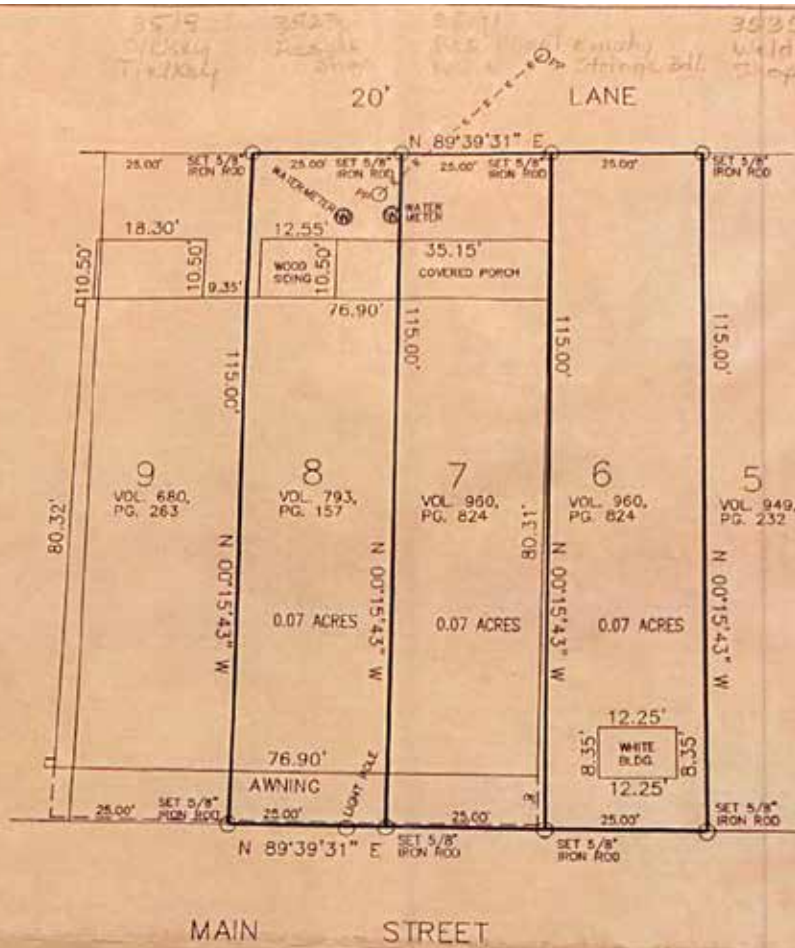 3519
3527
3535
20' LANE
PP
N 89°39'31" E
25.00' SET 5/8" IRON ROD
25.00' SET 5/8" IRON ROD
25.00' SET 5/8" IRON ROD
25.00' SET 5/8" IRON ROD
WATER METER
PP
WATER METER
18.30'
12.55'
35.15'
10.50'
10.50'
WOOD SIDING
10.50'
COVERED PORCH
9.35'
76.90'
115.00'
115.00'
115.00'
115.00'
9
VOL. 680,
PG. 263
8
VOL. 793,
PG. 157
7
VOL. 960,
PG. 824
6
VOL. 960,
PG. 824
5
VOL. 949,
PG. 232
80.32'
80.31'
N 00°15'43" W
N 00°15'43" W
N 00°15'43" W
N 00°15'43" W
0.07 ACRES
0.07 ACRES
0.07 ACRES
12.25'
8.35'
WHITE
BLDG.
8.35'
12.25'
76.90'
AWNING
LIGHT POLE
25.00'
SET 5/8"
IRON ROD
25.00'
25.00'
25.00'
SET 5/8"
IRON ROD
N 89°39'31" E
SET 5/8"
IRON ROD
SET 5/8"
IRON ROD
MAIN STREET